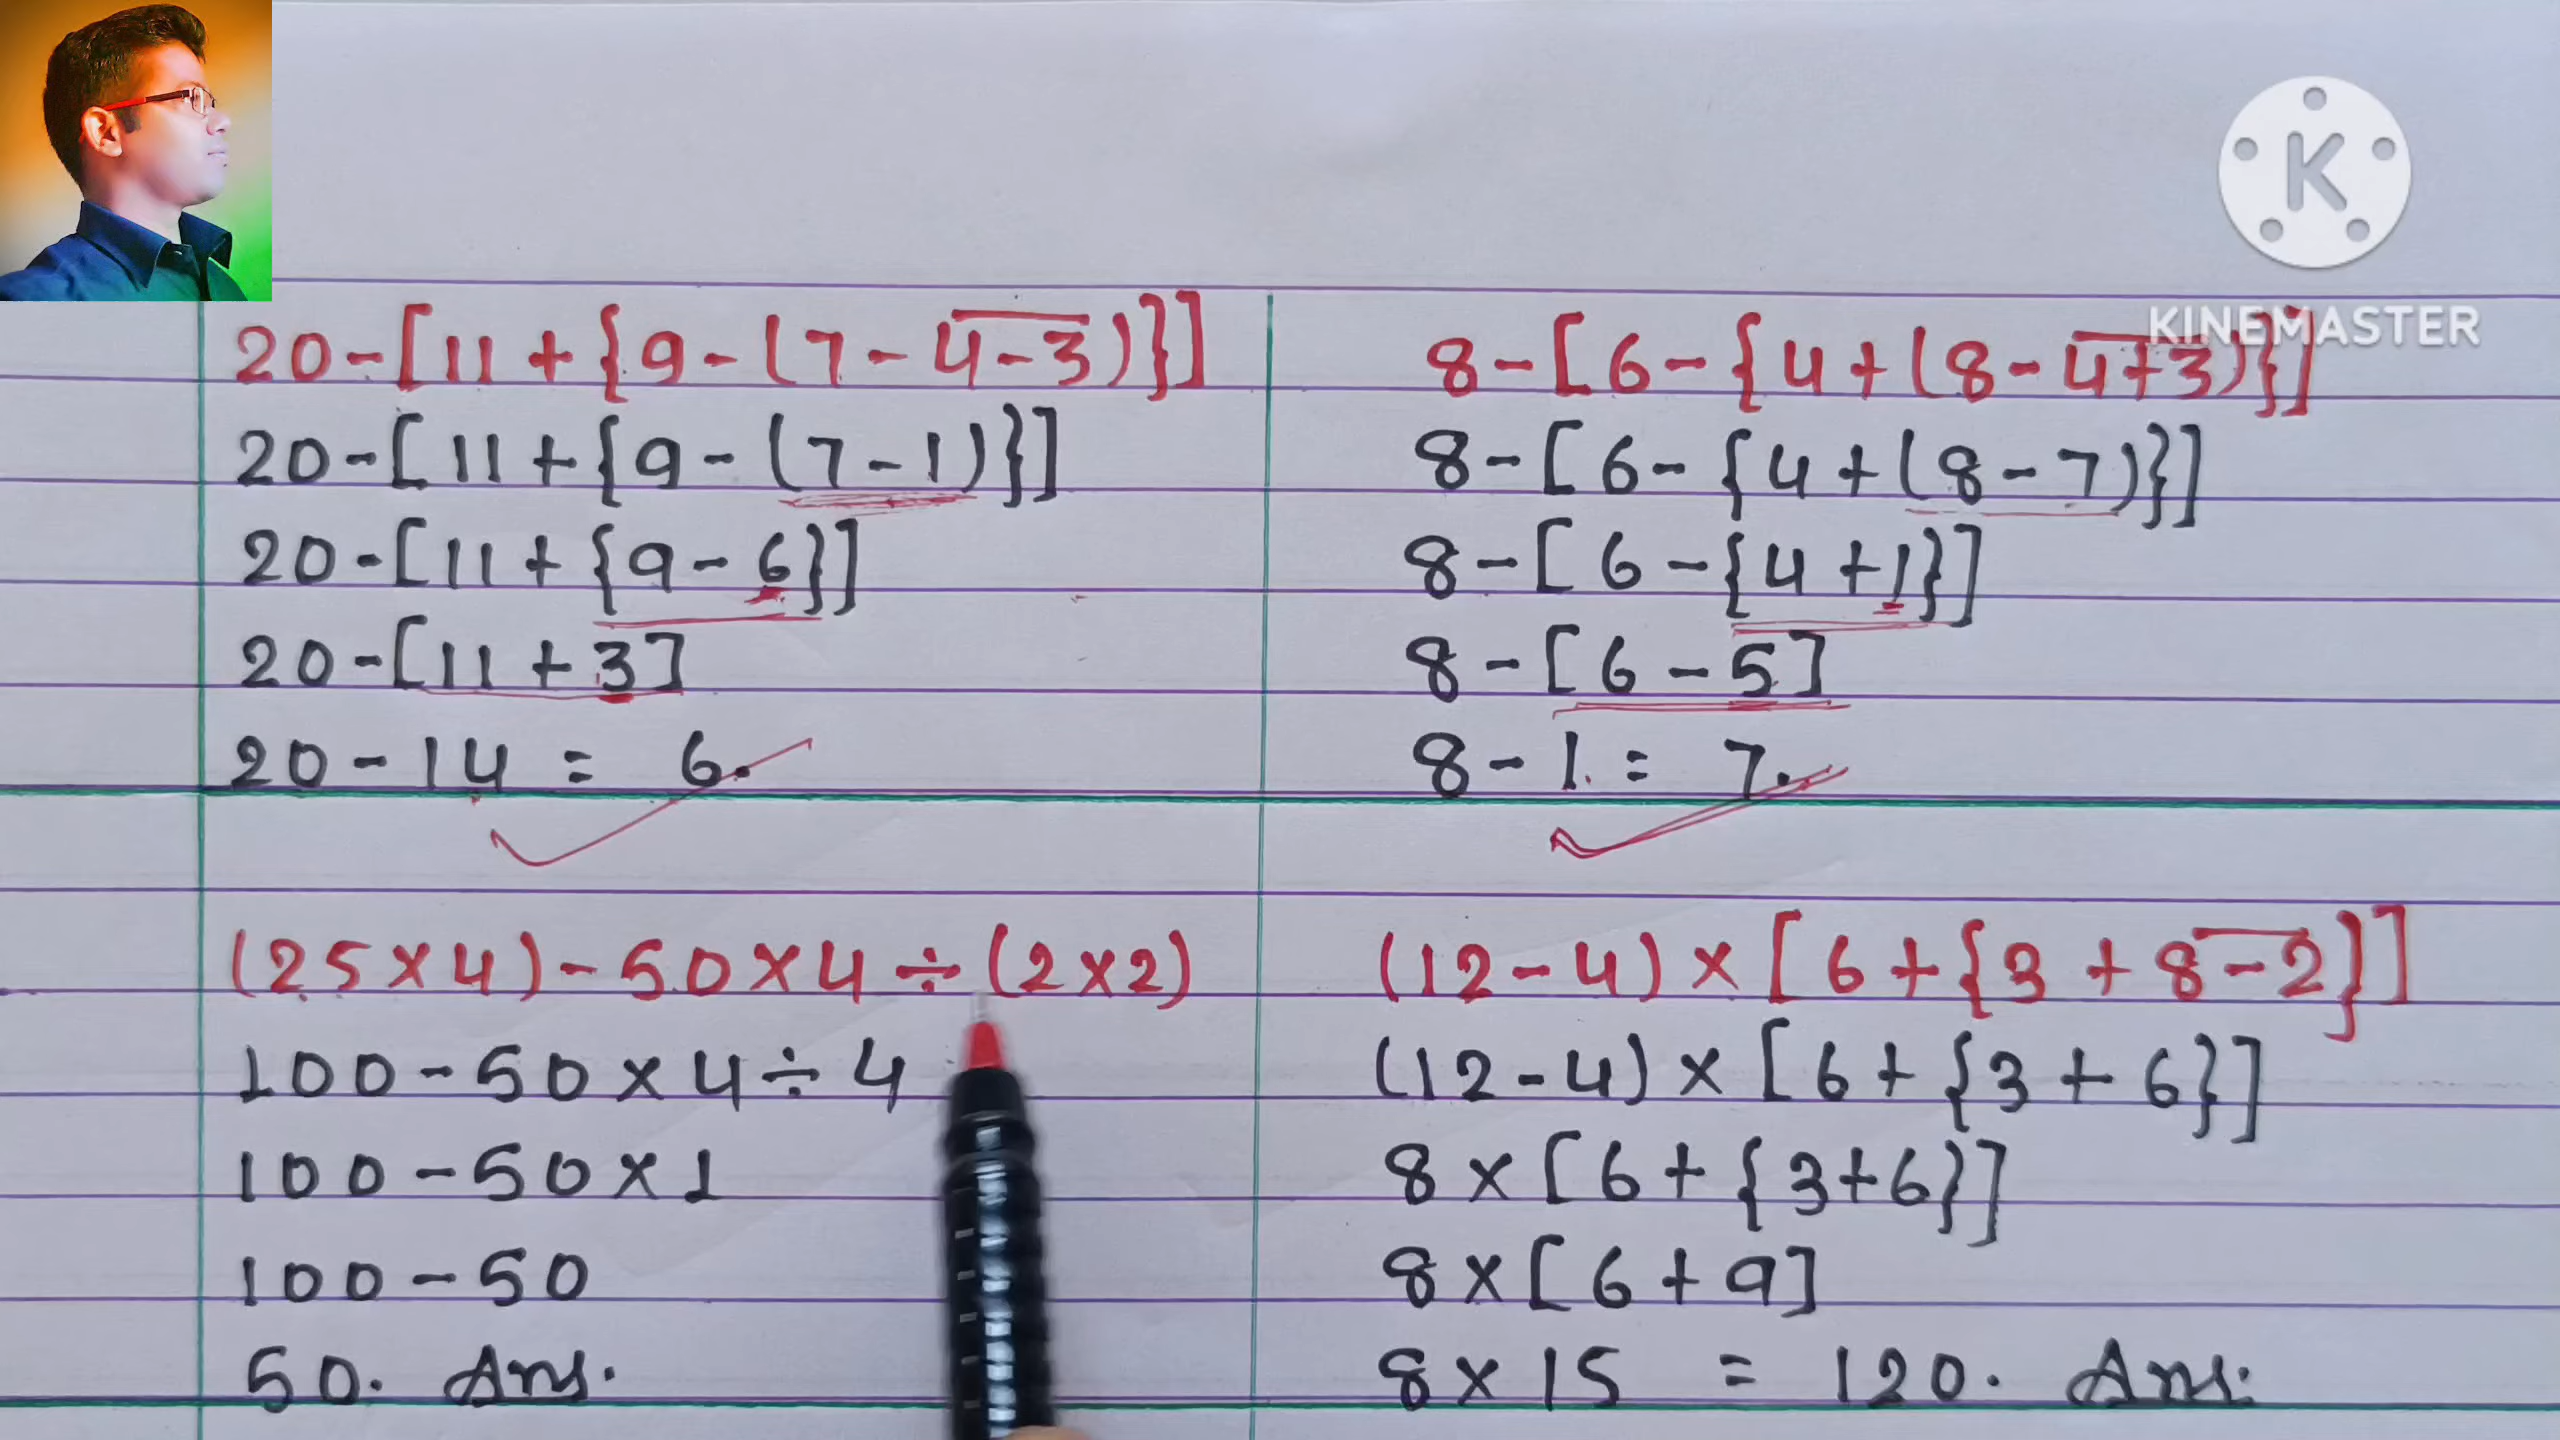 K
KINEMASTER
20-[11+{9-(7-4̅-̅3̅)}]
20-[11+{9-(7-1)}]
20-[11+{9-6}]
20-[11+3]
20-14 = 6.
8-[6-{4+(8-4̅+̅3̅)}]
8-[6-{4+(8-7)}]
8-[6-{4+1}]
8-[6-5]
8-1 = 7.
(25×4)-50×4÷(2×2)
100-50×4÷4
100-50×1
100-50
50. Ans.
(12-4)×[6+{3+8̅-̅2̅}]
(12-4)×[6+{3+6}]
8×[6+{3+6}]
8×[6+9]
8×15 = 120. Ans.